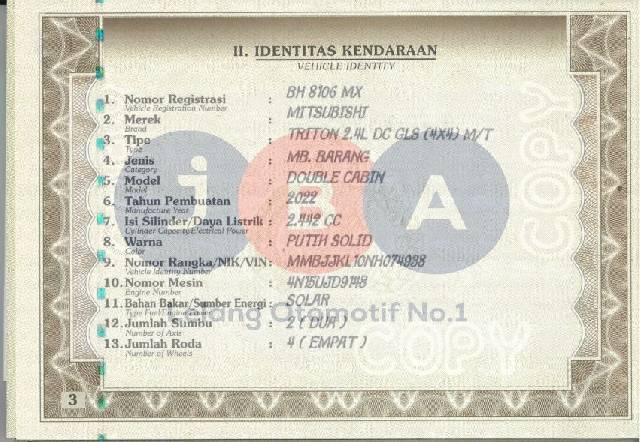 II. IDENTITAS KENDARAAN
VEHICLE IDENTITY
1. Nomor Registrasi : BH 8106 MX
Vehicle Registration Number
2. Merek : MITSUBISHI
Brand
3. Tipe : TRITON 2.4L DC GLS (4X4) M/T
Type
4. Jenis : MB. BARANG
Category
5. Model : DOUBLE CABIN
Model
6. Tahun Pembuatan : 2022
Manufacture Year
7. Isi Silinder/Daya Listrik : 2.442 CC
Cylinder Capacity/Electrical Power
8. Warna : PUTIH SOLID
Color
9. Nomor Rangka/NIK/VIN : MMBJJKL10NH074988
Vehicle Identity Number
10. Nomor Mesin : 4N15UJD9748
Engine Number
11. Bahan Bakar/Sumber Energi : SOLAR
12. Jumlah Sumbu : 2 ( DUA )
Number of Axis
13. Jumlah Roda : 4 ( EMPAT )
Number of Wheels
iBA
Lelang Otomotif No.1
COPY
COPY
3